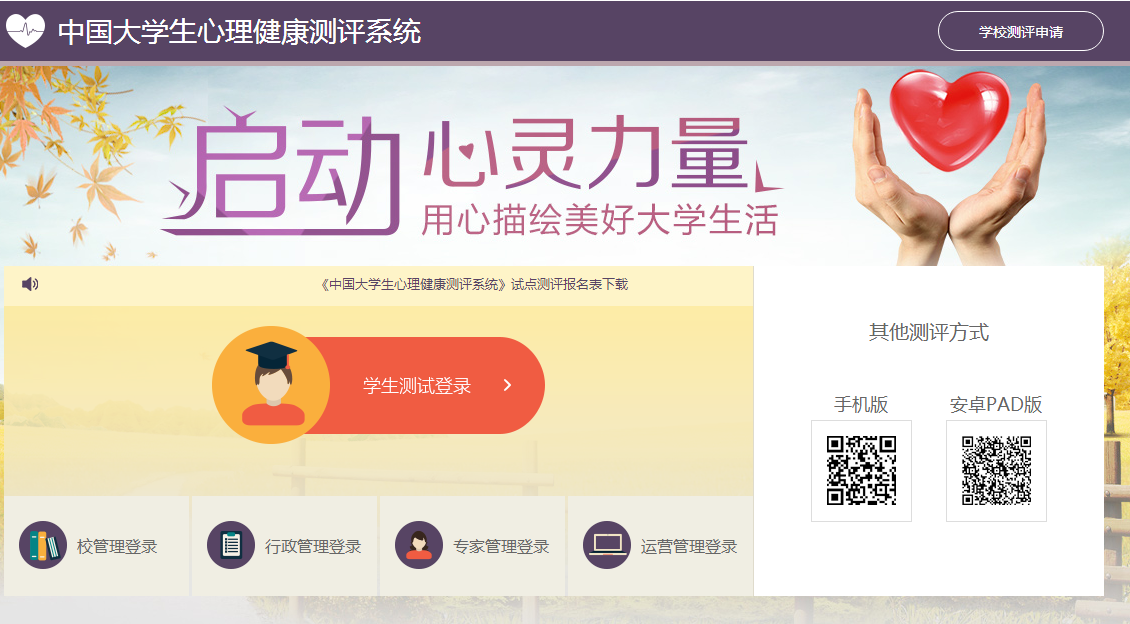 中国大学生心理健康测评系统
学校测评申请
启动心灵力量
用心描绘美好大学生活
《中国大学生心理健康测评系统》试点测评报名表下载
学生测试登录
其他测评方式
手机版 安卓PAD版
校管理登录 行政管理登录 专家管理登录 运营管理登录